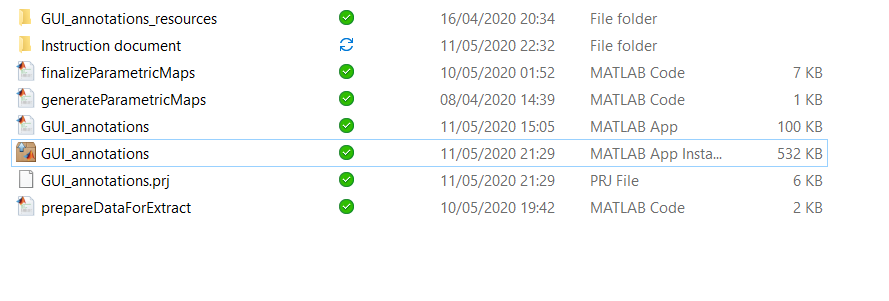 GUI_annotations_resources 16/04/2020 20:34 File folder
Instruction document 11/05/2020 22:32 File folder
finalizeParametricMaps 10/05/2020 01:52 MATLAB Code 7 KB
generateParametricMaps 08/04/2020 14:39 MATLAB Code 1 KB
GUI_annotations 11/05/2020 15:05 MATLAB App 100 KB
GUI_annotations 11/05/2020 21:29 MATLAB App Insta... 532 KB
GUI_annotations.prj 11/05/2020 21:29 PRJ File 6 KB
prepareDataForExtract 10/05/2020 19:42 MATLAB Code 2 KB